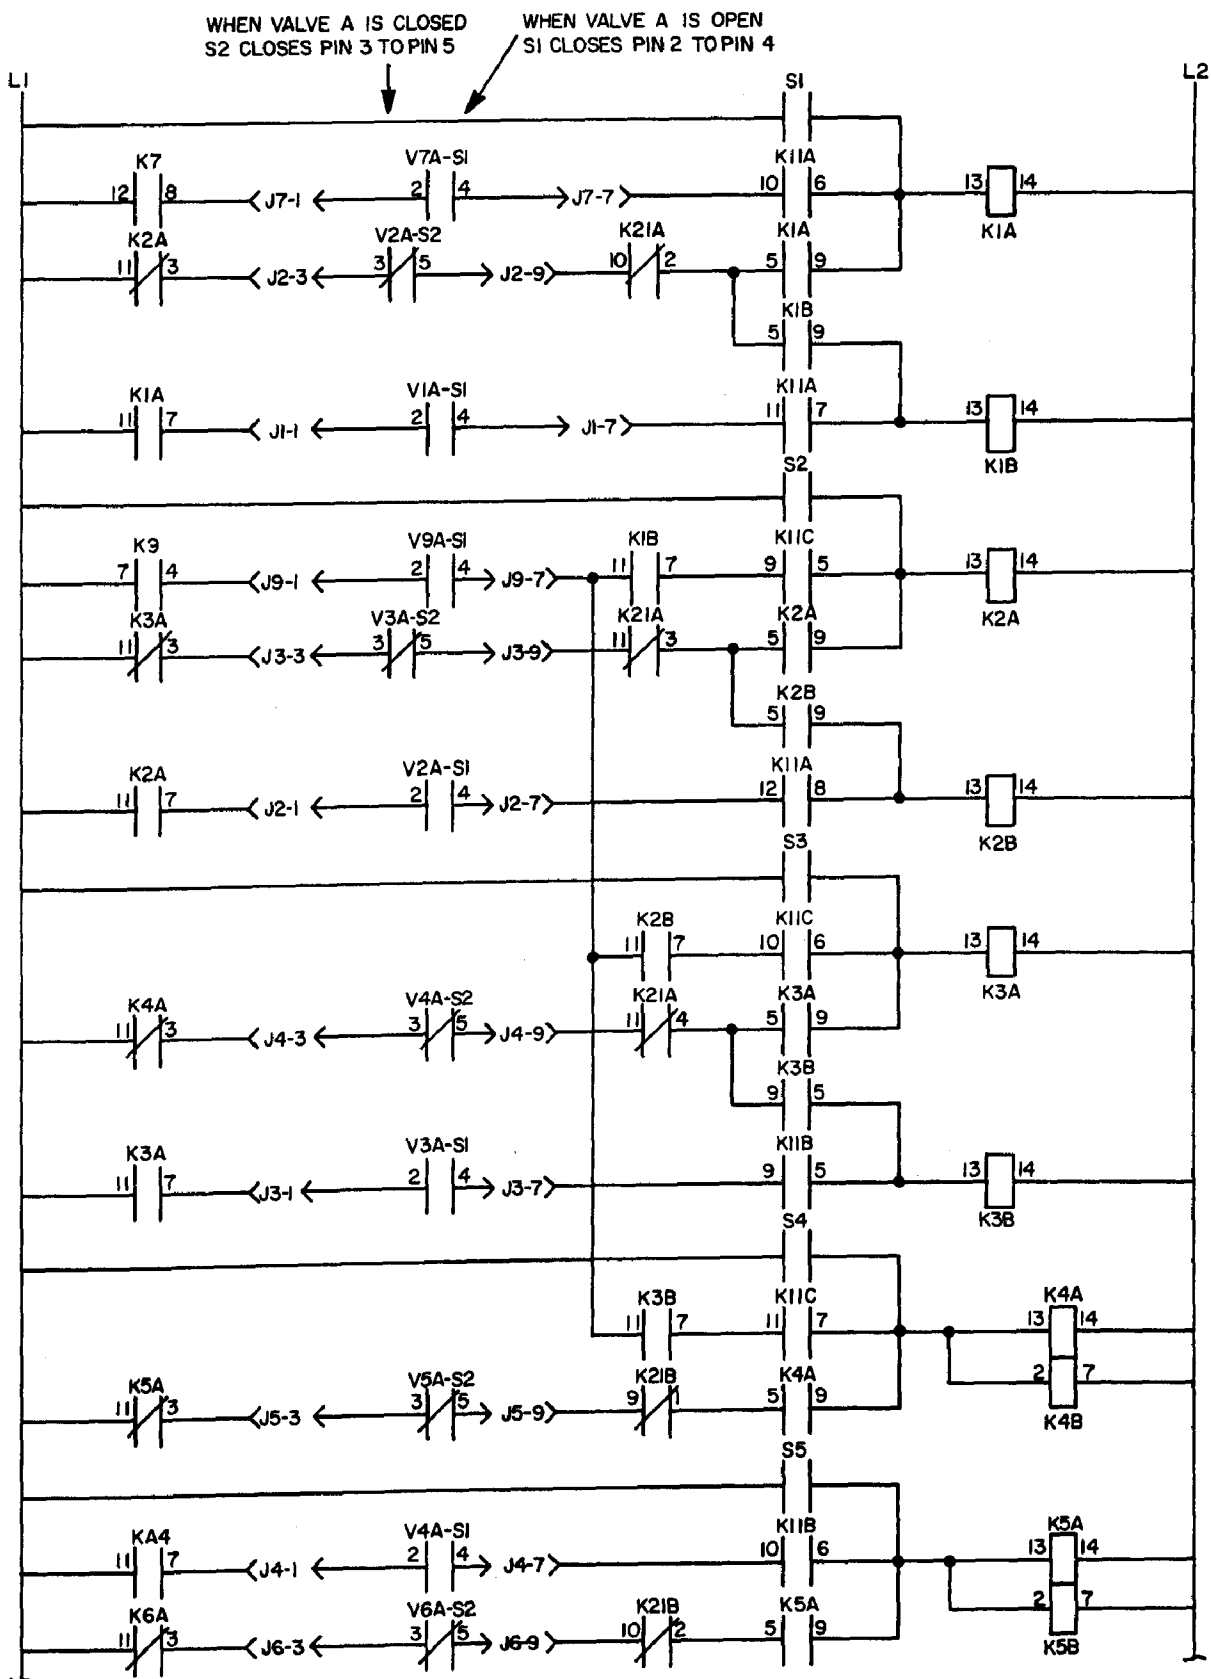 WHEN VALVE A IS CLOSED
S2 CLOSES PIN 3 TO PIN 5
WHEN VALVE A IS OPEN
S1 CLOSES PIN 2 TO PIN 4
L1
L2
S1
K7
V7A-S1
K11A
12 8 J7-1 2 4 J7-7 10 6 13 14
K1A
K2A
V2A-S2
K21A
K1A
11 3 J2-3 3 5 J2-9 10 2 5 9
K1B
5 9
K1A
V1A-S1
K11A
11 7 J1-1 2 4 J1-7 11 7 13 14
K1B
S2
K9
V9A-S1
K1B
K11C
7 4 J9-1 2 4 J9-7 11 7 9 5 13 14
K2A
K3A
V3A-S2
K21A
K2A
11 3 J3-3 3 5 J3-9 11 3 5 9
K2B
5 9
K2A
V2A-S1
K11A
11 7 J2-1 2 4 J2-7 12 8 13 14
K2B
S3
K2B
K11C
11 7 10 6 13 14
K3A
K4A
V4A-S2
K21A
K3A
11 3 J4-3 3 5 J4-9 11 4 5 9
K3B
9 5
K3A
V3A-S1
K11B
11 7 J3-1 2 4 J3-7 9 5 13 14
K3B
S4
K3B
K11C
K4A
11 7 11 7 13 14
K5A
V5A-S2
K21B
K4A
2 7
K4B
11 3 J5-3 3 5 J5-9 9 1 5 9
S5
KA4
V4A-S1
K11B
K5A
11 7 J4-1 2 4 J4-7 10 6 13 14
K6A
V6A-S2
K21B
K5A
2 7
K5B
11 3 J6-3 3 5 J6-9 10 2 5 9